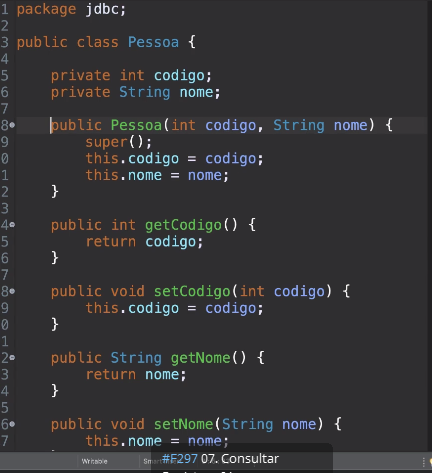 1 package jdbc;
2
3 public class Pessoa {
4
5 private int codigo;
6 private String nome;
7
8 public Pessoa(int codigo, String nome) {
9 super();
0 this.codigo = codigo;
1 this.nome = nome;
2 }
3
4 public int getCodigo() {
5 return codigo;
6 }
7
8 public void setCodigo(int codigo) {
9 this.codigo = codigo;
0 }
1
2 public String getNome() {
3 return nome;
4 }
5
6 public void setNome(String nome) {
7 this.nome = nome;
Writable
#F297 07. Consultar